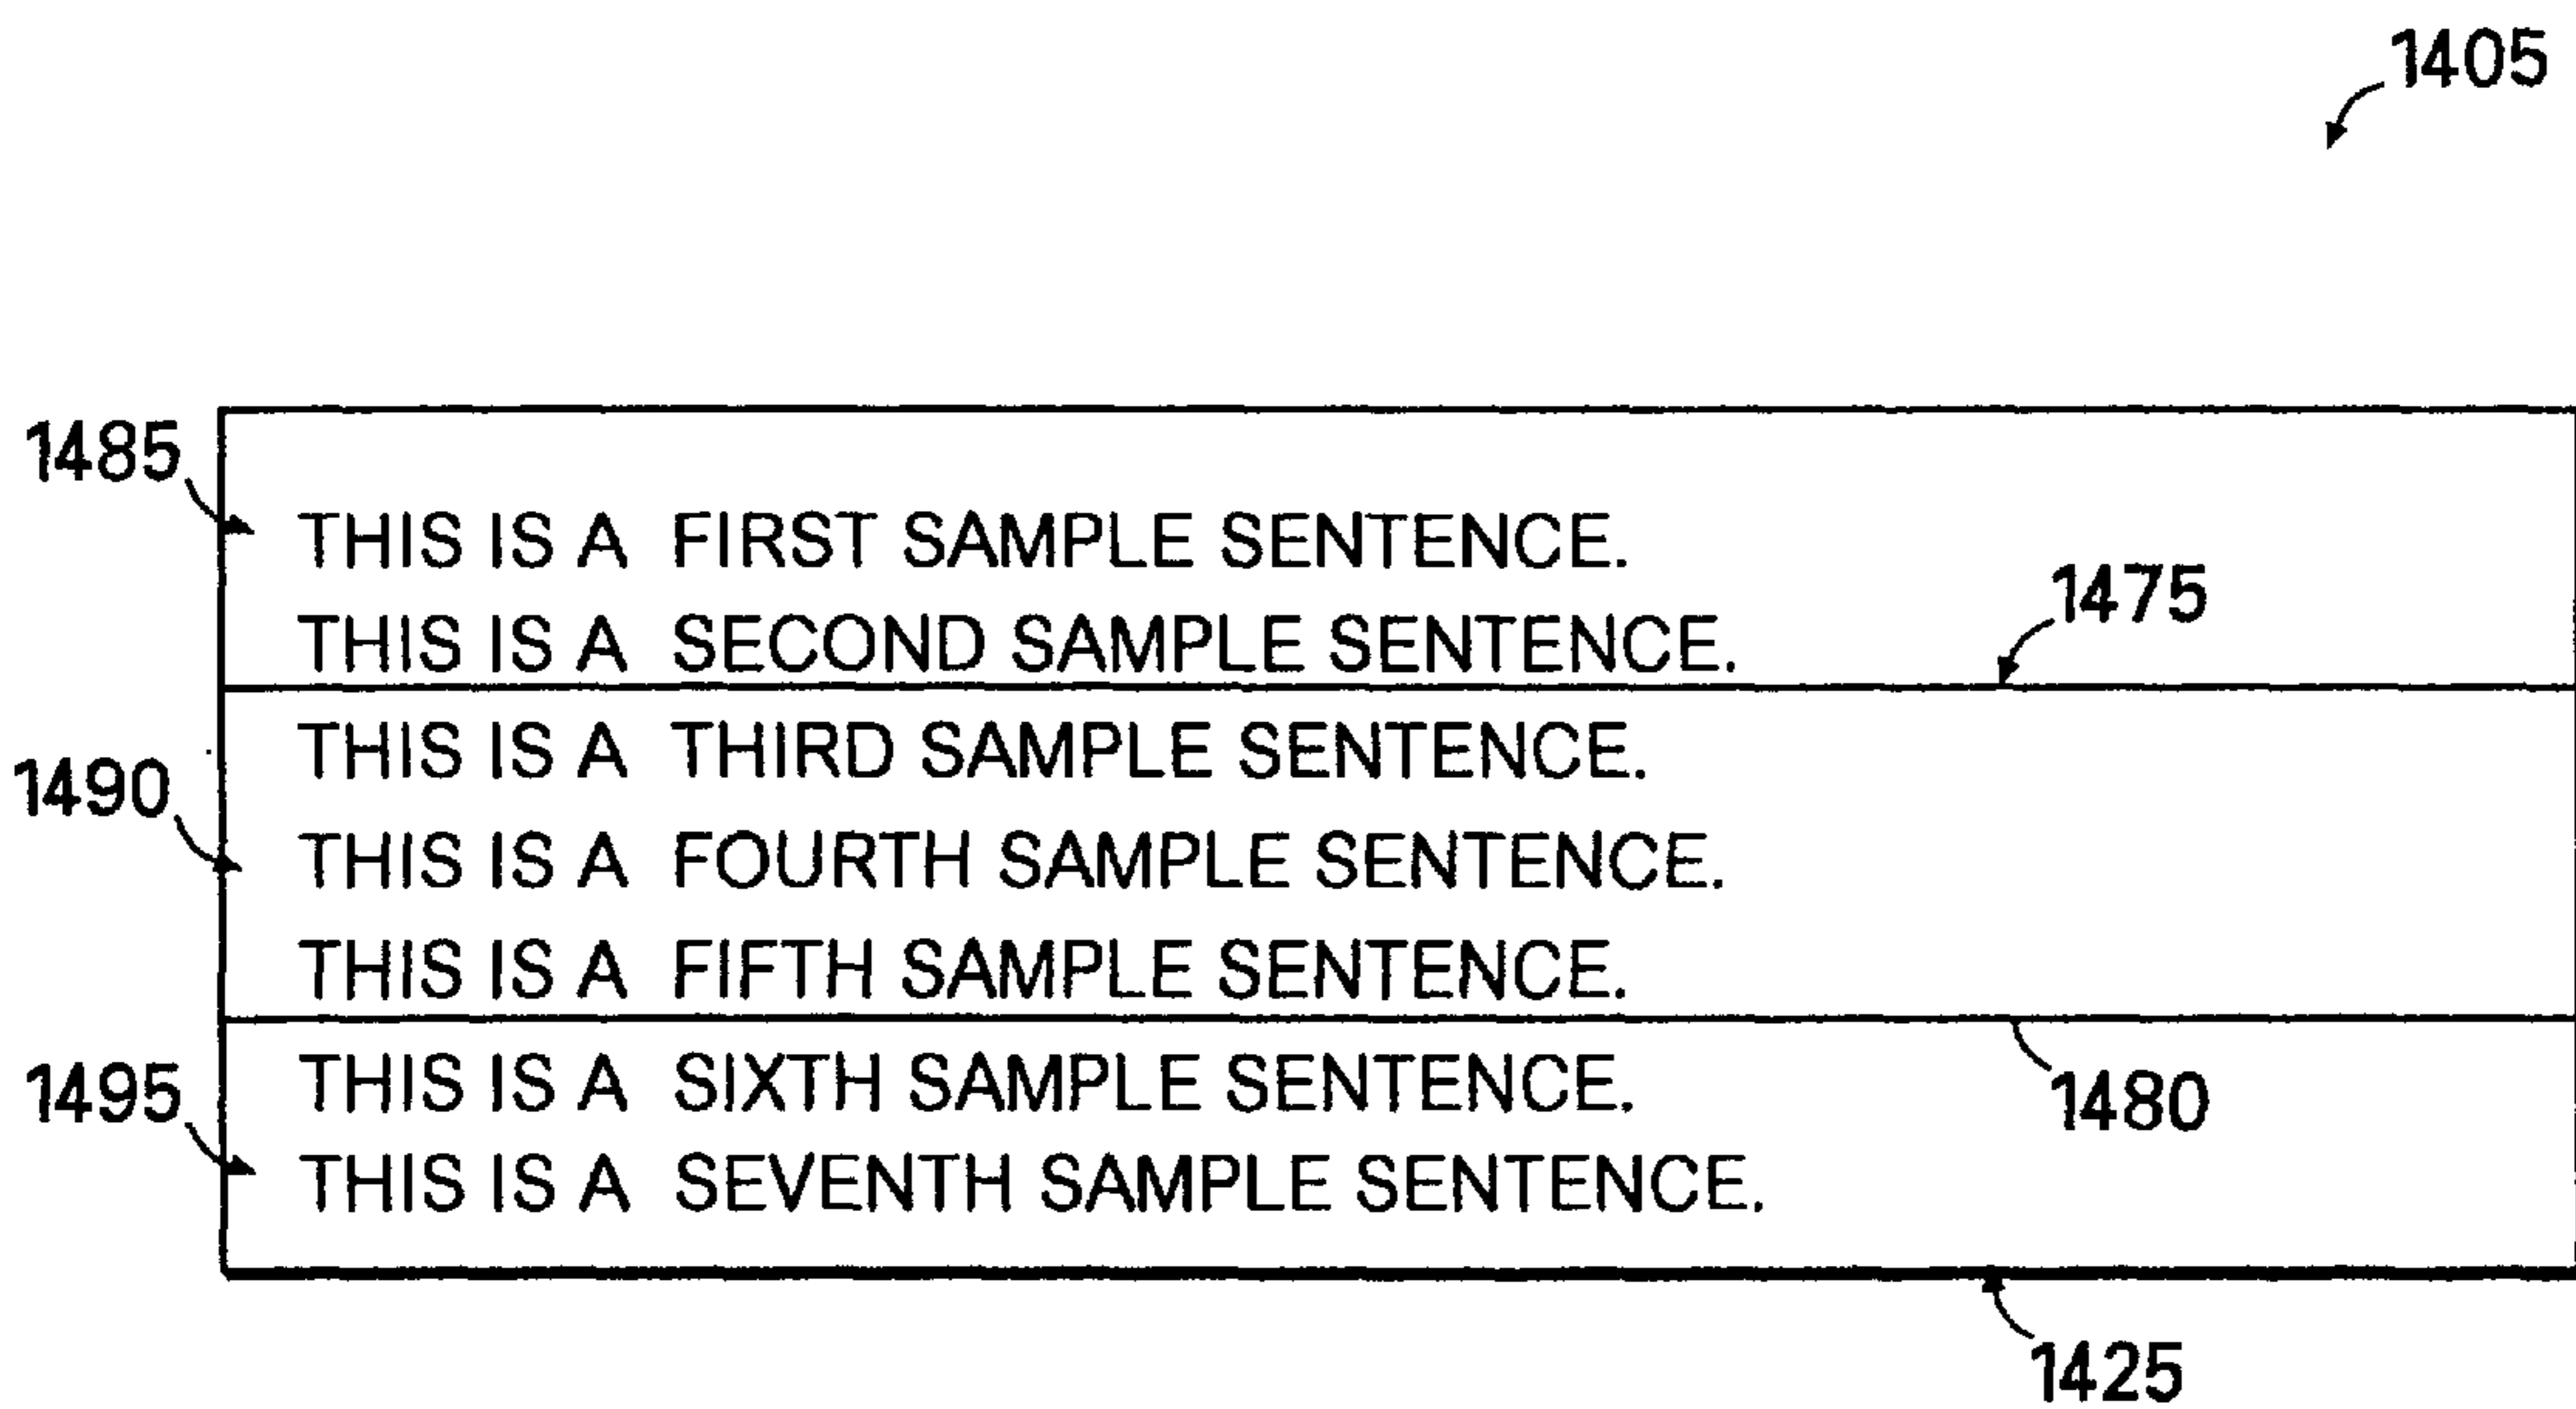 1405
1485
THIS IS A FIRST SAMPLE SENTENCE.
1475
THIS IS A SECOND SAMPLE SENTENCE.
THIS IS A THIRD SAMPLE SENTENCE.
1490
THIS IS A FOURTH SAMPLE SENTENCE.
THIS IS A FIFTH SAMPLE SENTENCE.
1495
THIS IS A SIXTH SAMPLE SENTENCE.
1480
THIS IS A SEVENTH SAMPLE SENTENCE.
1425